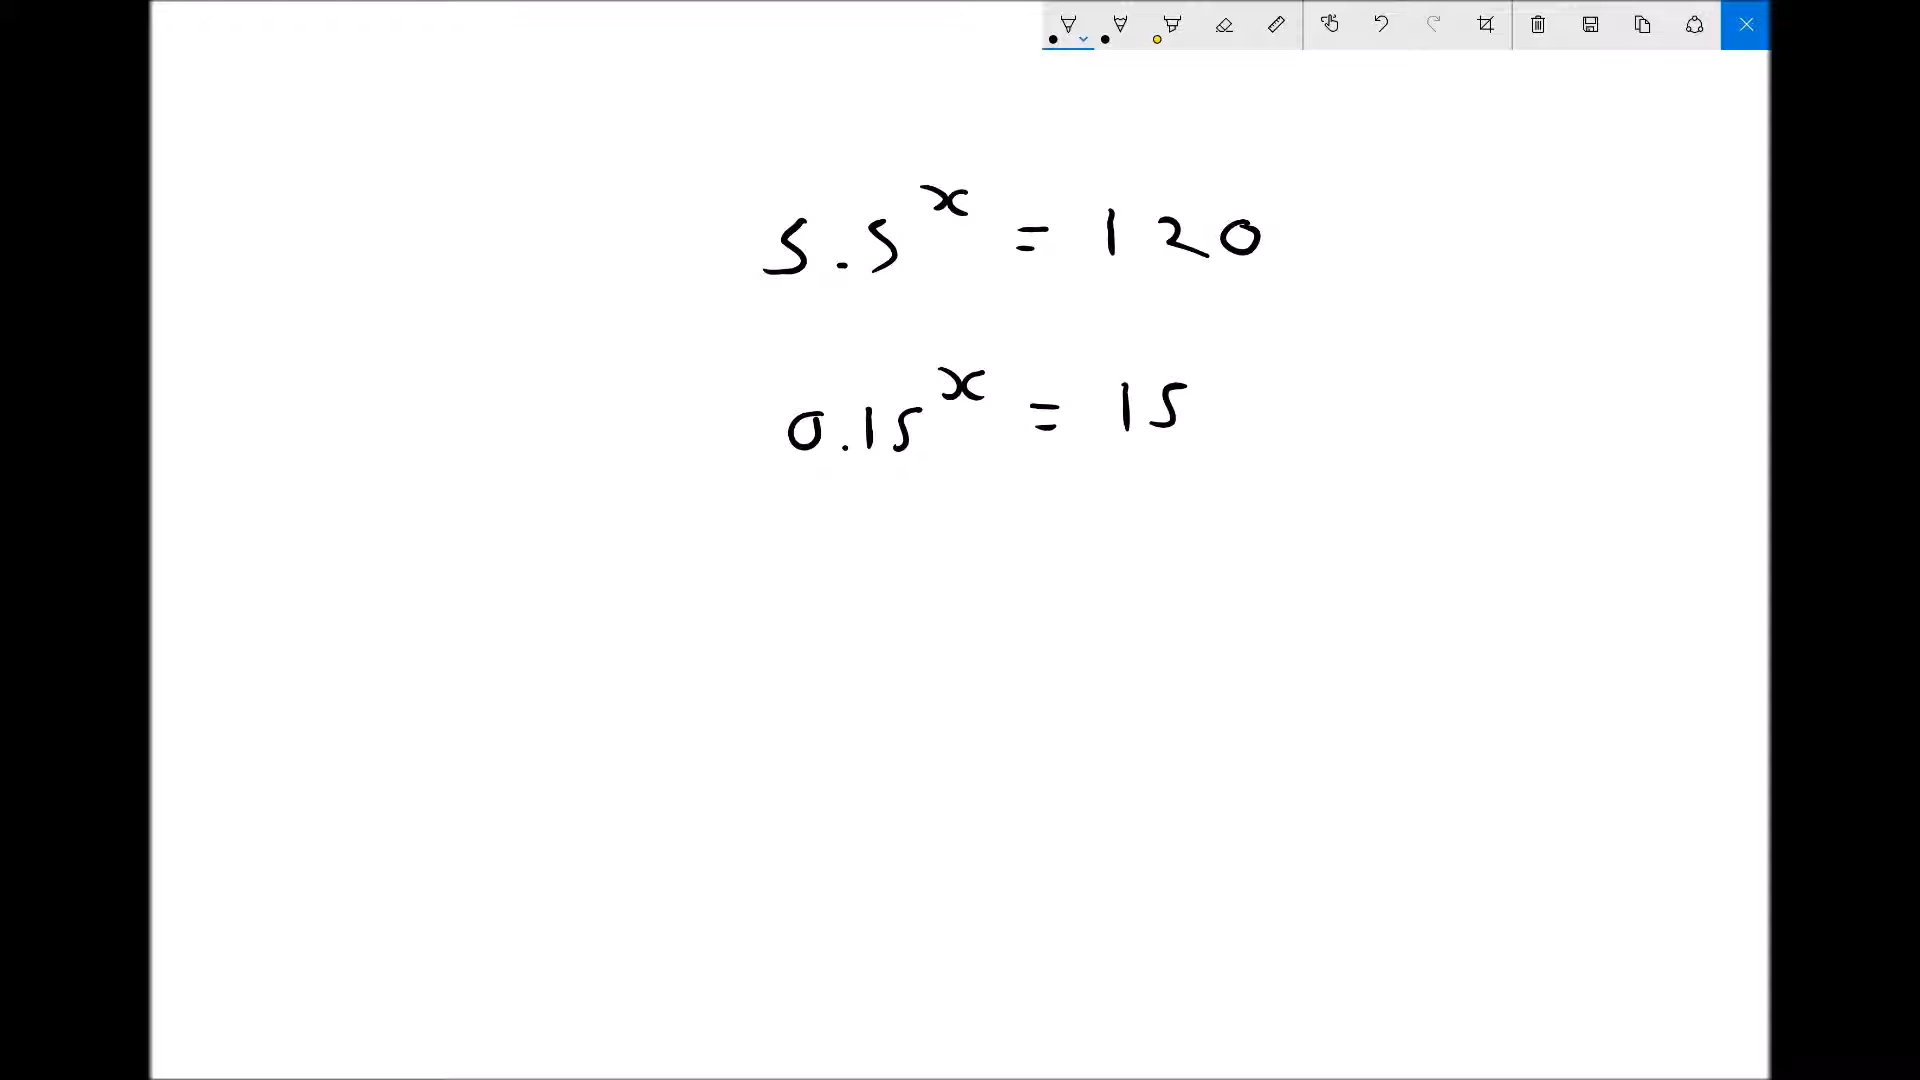 5.5^x = 120
0.15^x = 15